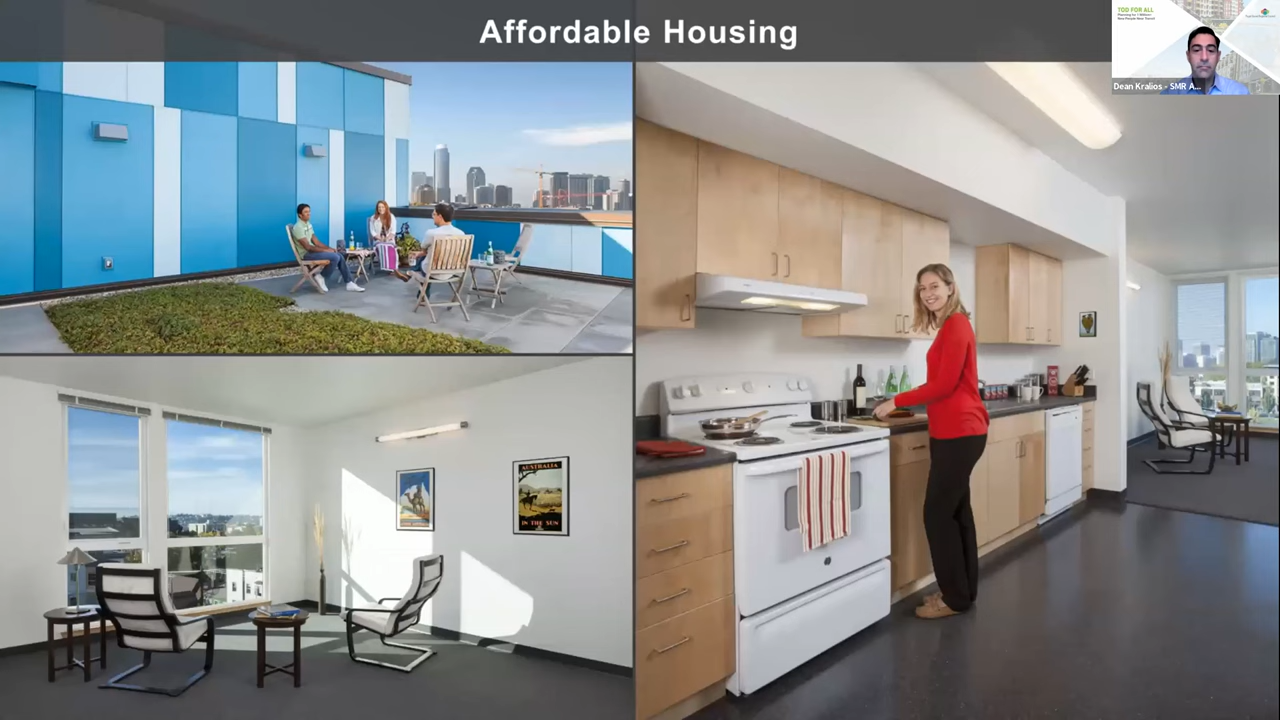 Affordable Housing
TOD FOR ALL
Dean Kralios - SMR A...
AUSTRALIA
IN THE SUN